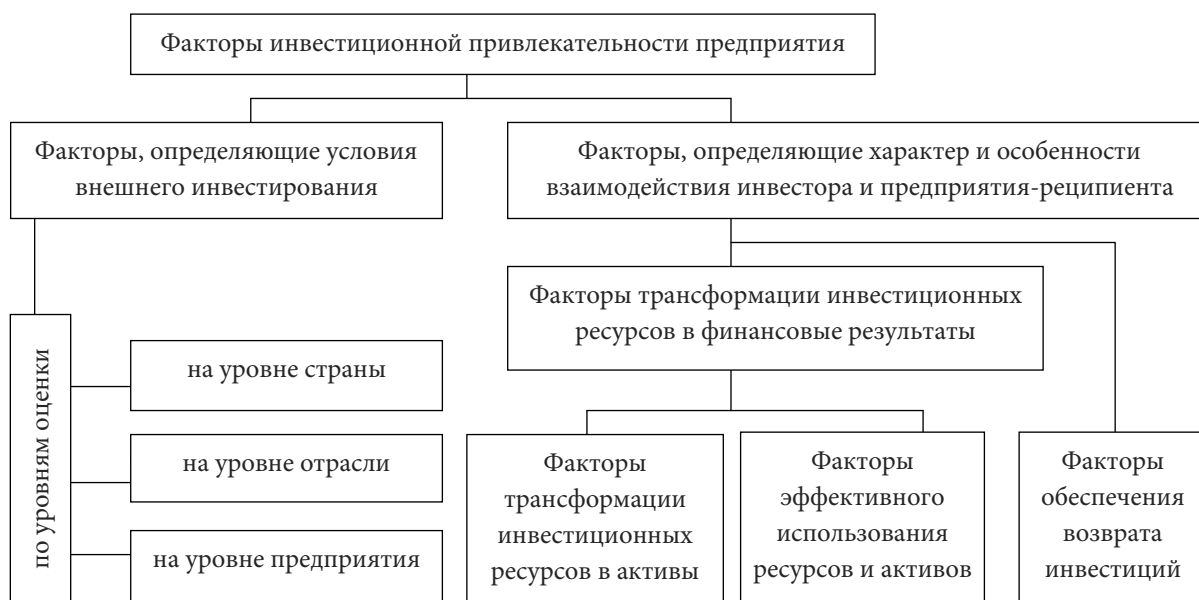 Факторы инвестиционной привлекательности предприятия
Факторы, определяющие условия
внешнего инвестирования
Факторы, определяющие характер и особенности
взаимодействия инвестора и предприятия-реципиента
по уровням оценки
на уровне страны
на уровне отрасли
на уровне предприятия
Факторы трансформации инвестиционных
ресурсов в финансовые результаты
Факторы
трансформации
инвестиционных
ресурсов в активы
Факторы
эффективного
использования
ресурсов и активов
Факторы
обеспечения
возврата
инвестиций